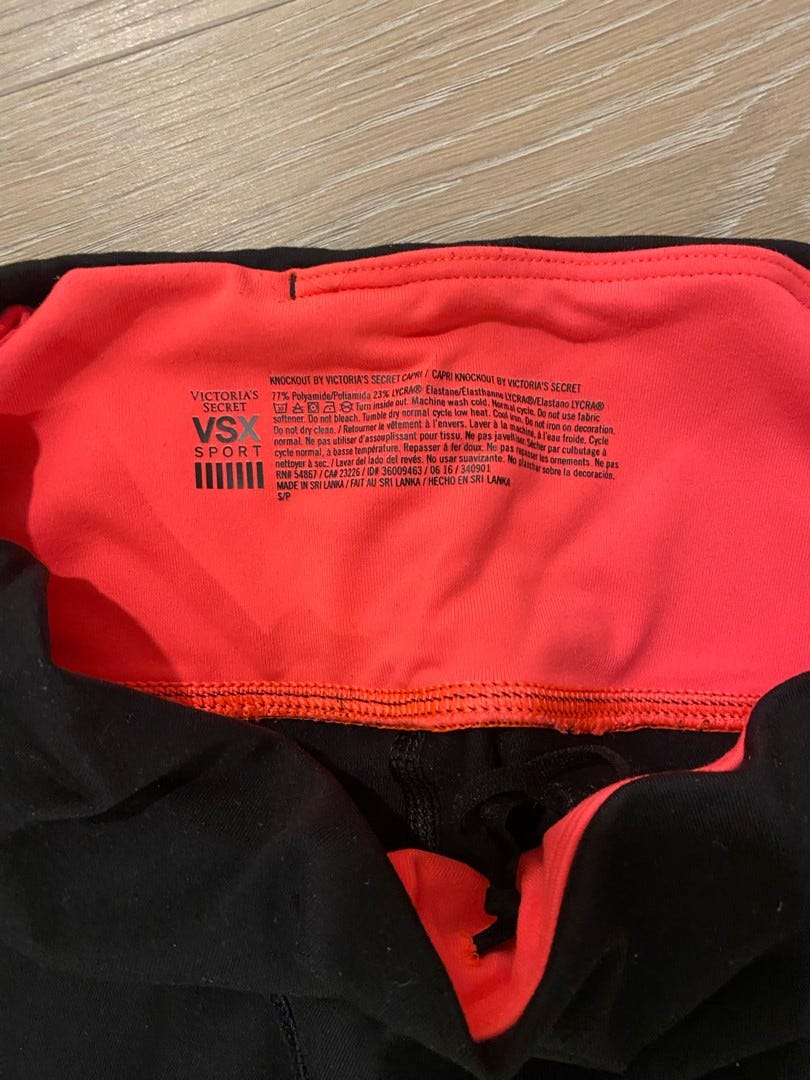 VICTORIA'S
SECRET
VSX
SPORT
KNOCKOUT BY VICTORIA'S SECRET CAPRI / CAPRI KNOCKOUT BY VICTORIA'S SECRET
77% Polyamide/Poliamida 23% LYCRA® Elastane/Élasthanne LYCRA®/Elastano LYCRA®
Turn inside out. Machine wash cold. Normal cycle. Do not use fabric
softener. Do not bleach. Tumble dry normal cycle low heat. Cool iron. Do not iron on decoration.
Do not dry clean. / Retourner le vêtement à l'envers. Laver à la machine, à l'eau froide. Cycle
normal. Ne pas utiliser d'assouplissant pour tissu. Ne pas javelliser. Sécher par culbutage à
cycle normal, à basse température. Repasser à fer doux. Ne pas repasser les ornements. Ne pas
nettoyer à sec. / Lavar del lado del revés. No usar suavizante. No planchar sobre la decoración.
RN# 54867 / CA# 23226 / ID# 36009463 / 06 16 / 340901
MADE IN SRI LANKA / FAIT AU SRI LANKA / HECHO EN SRI LANKA
S/P